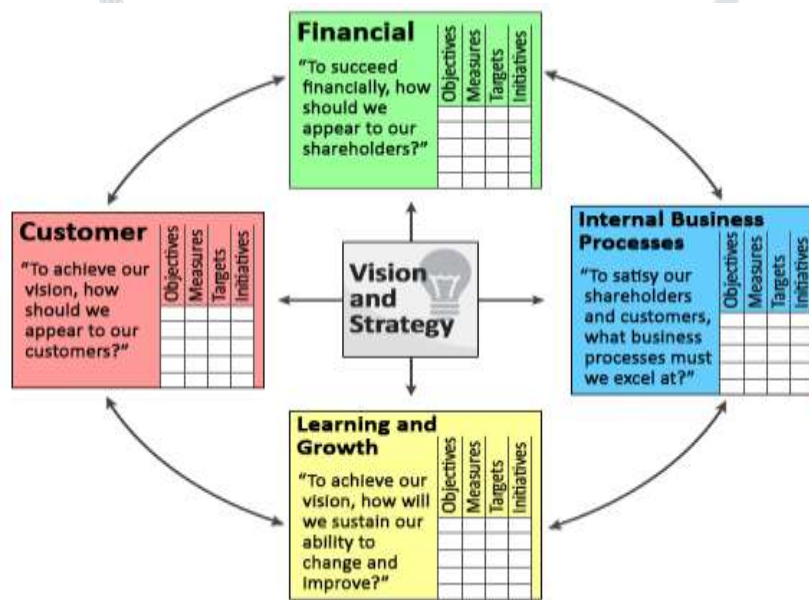 Financial
“To succeed
financially, how
should we
appear to our
shareholders?”
Objectives
Measures
Targets
Initiatives
Customer
“To achieve our
vision, how
should we
appear to our
customers?”
Objectives
Measures
Targets
Initiatives
Vision
and
Strategy
Internal Business
Processes
“To satisy our
shareholders
and customers,
what business
processes must
we excel at?”
Objectives
Measures
Targets
Initiatives
Learning and
Growth
“To achieve our
vision, how will
we sustain our
ability to
change and
improve?”
Objectives
Measures
Targets
Initiatives